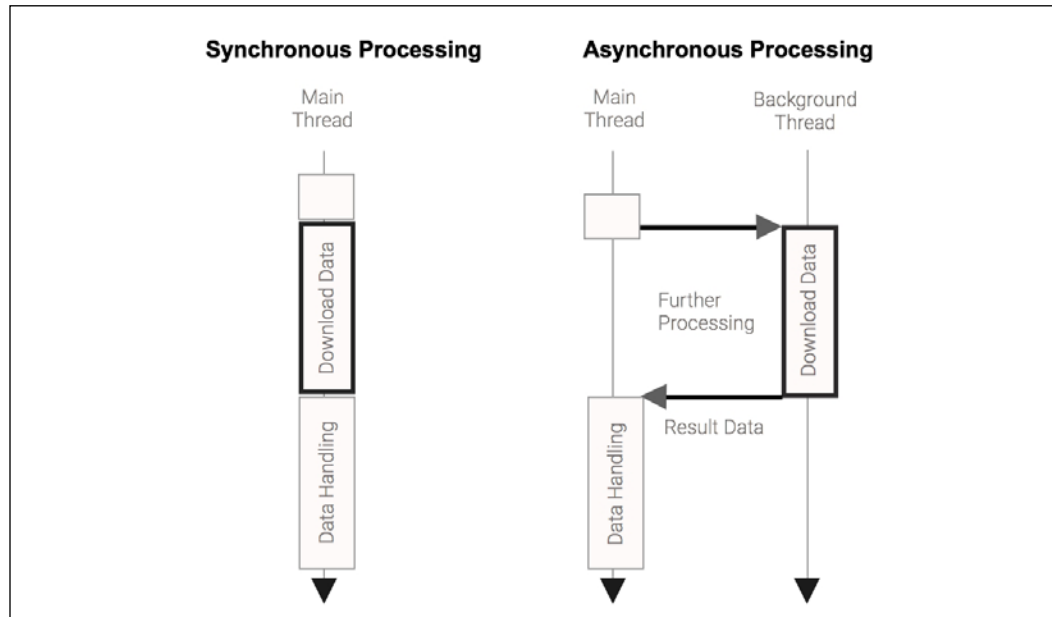 Synchronous Processing
Main
Thread
Download Data
Data Handling
Asynchronous Processing
Main
Thread
Background
Thread
Download Data
Further
Processing
Result Data
Data Handling